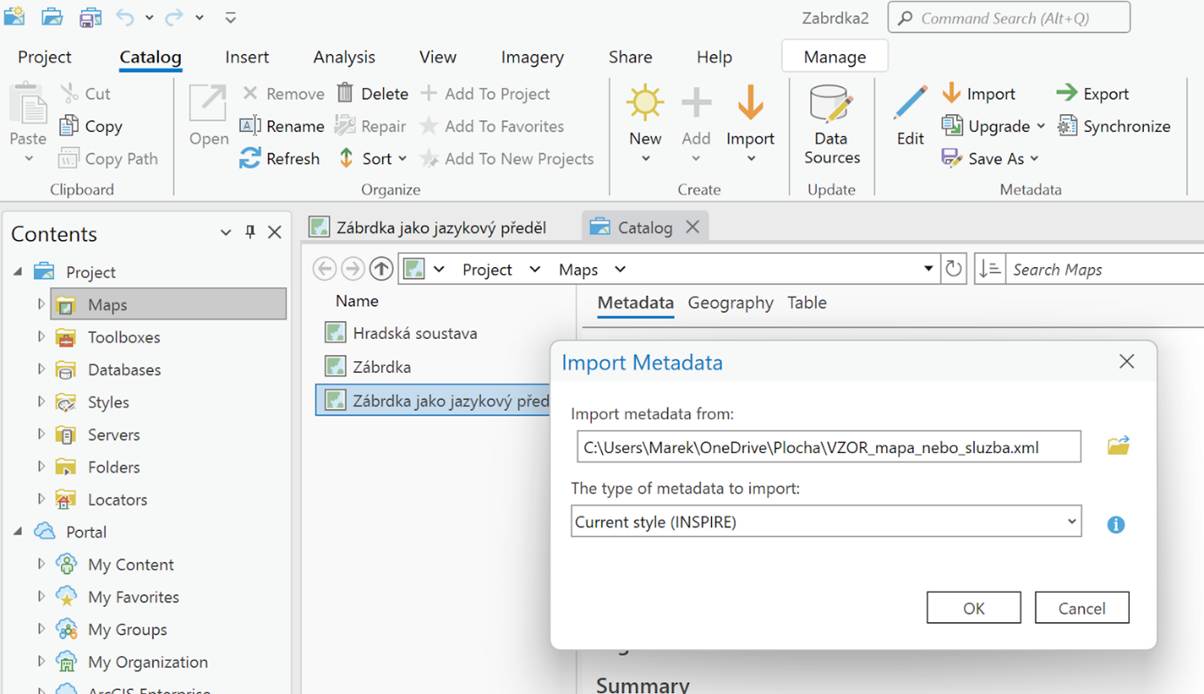 Zabrdka2
Command Search (Alt+Q)
Project Catalog Insert Analysis View Imagery Share Help Manage
Paste
Cut
Copy
Copy Path
Clipboard
Open
Remove Delete Add To Project
Rename Repair Add To Favorites
Refresh Sort Add To New Projects
Organize
New Add Import
Create
Data
Sources
Update
Edit
Import Export
Upgrade Synchronize
Save As
Metadata
Contents
Project
Maps
Toolboxes
Databases
Styles
Servers
Folders
Locators
Portal
My Content
My Favorites
My Groups
My Organization
ArcGIS Enterprise
Zábrdka jako jazykový předěl Catalog
Project Maps
Search Maps
Name
Hradská soustava
Zábrdka
Zábrdka jako jazykový před
Metadata Geography Table
Import Metadata
Import metadata from:
C:\Users\Marek\OneDrive\Plocha\VZOR_mapa_nebo_sluzba.xml
The type of metadata to import:
Current style (INSPIRE)
OK Cancel
Summary